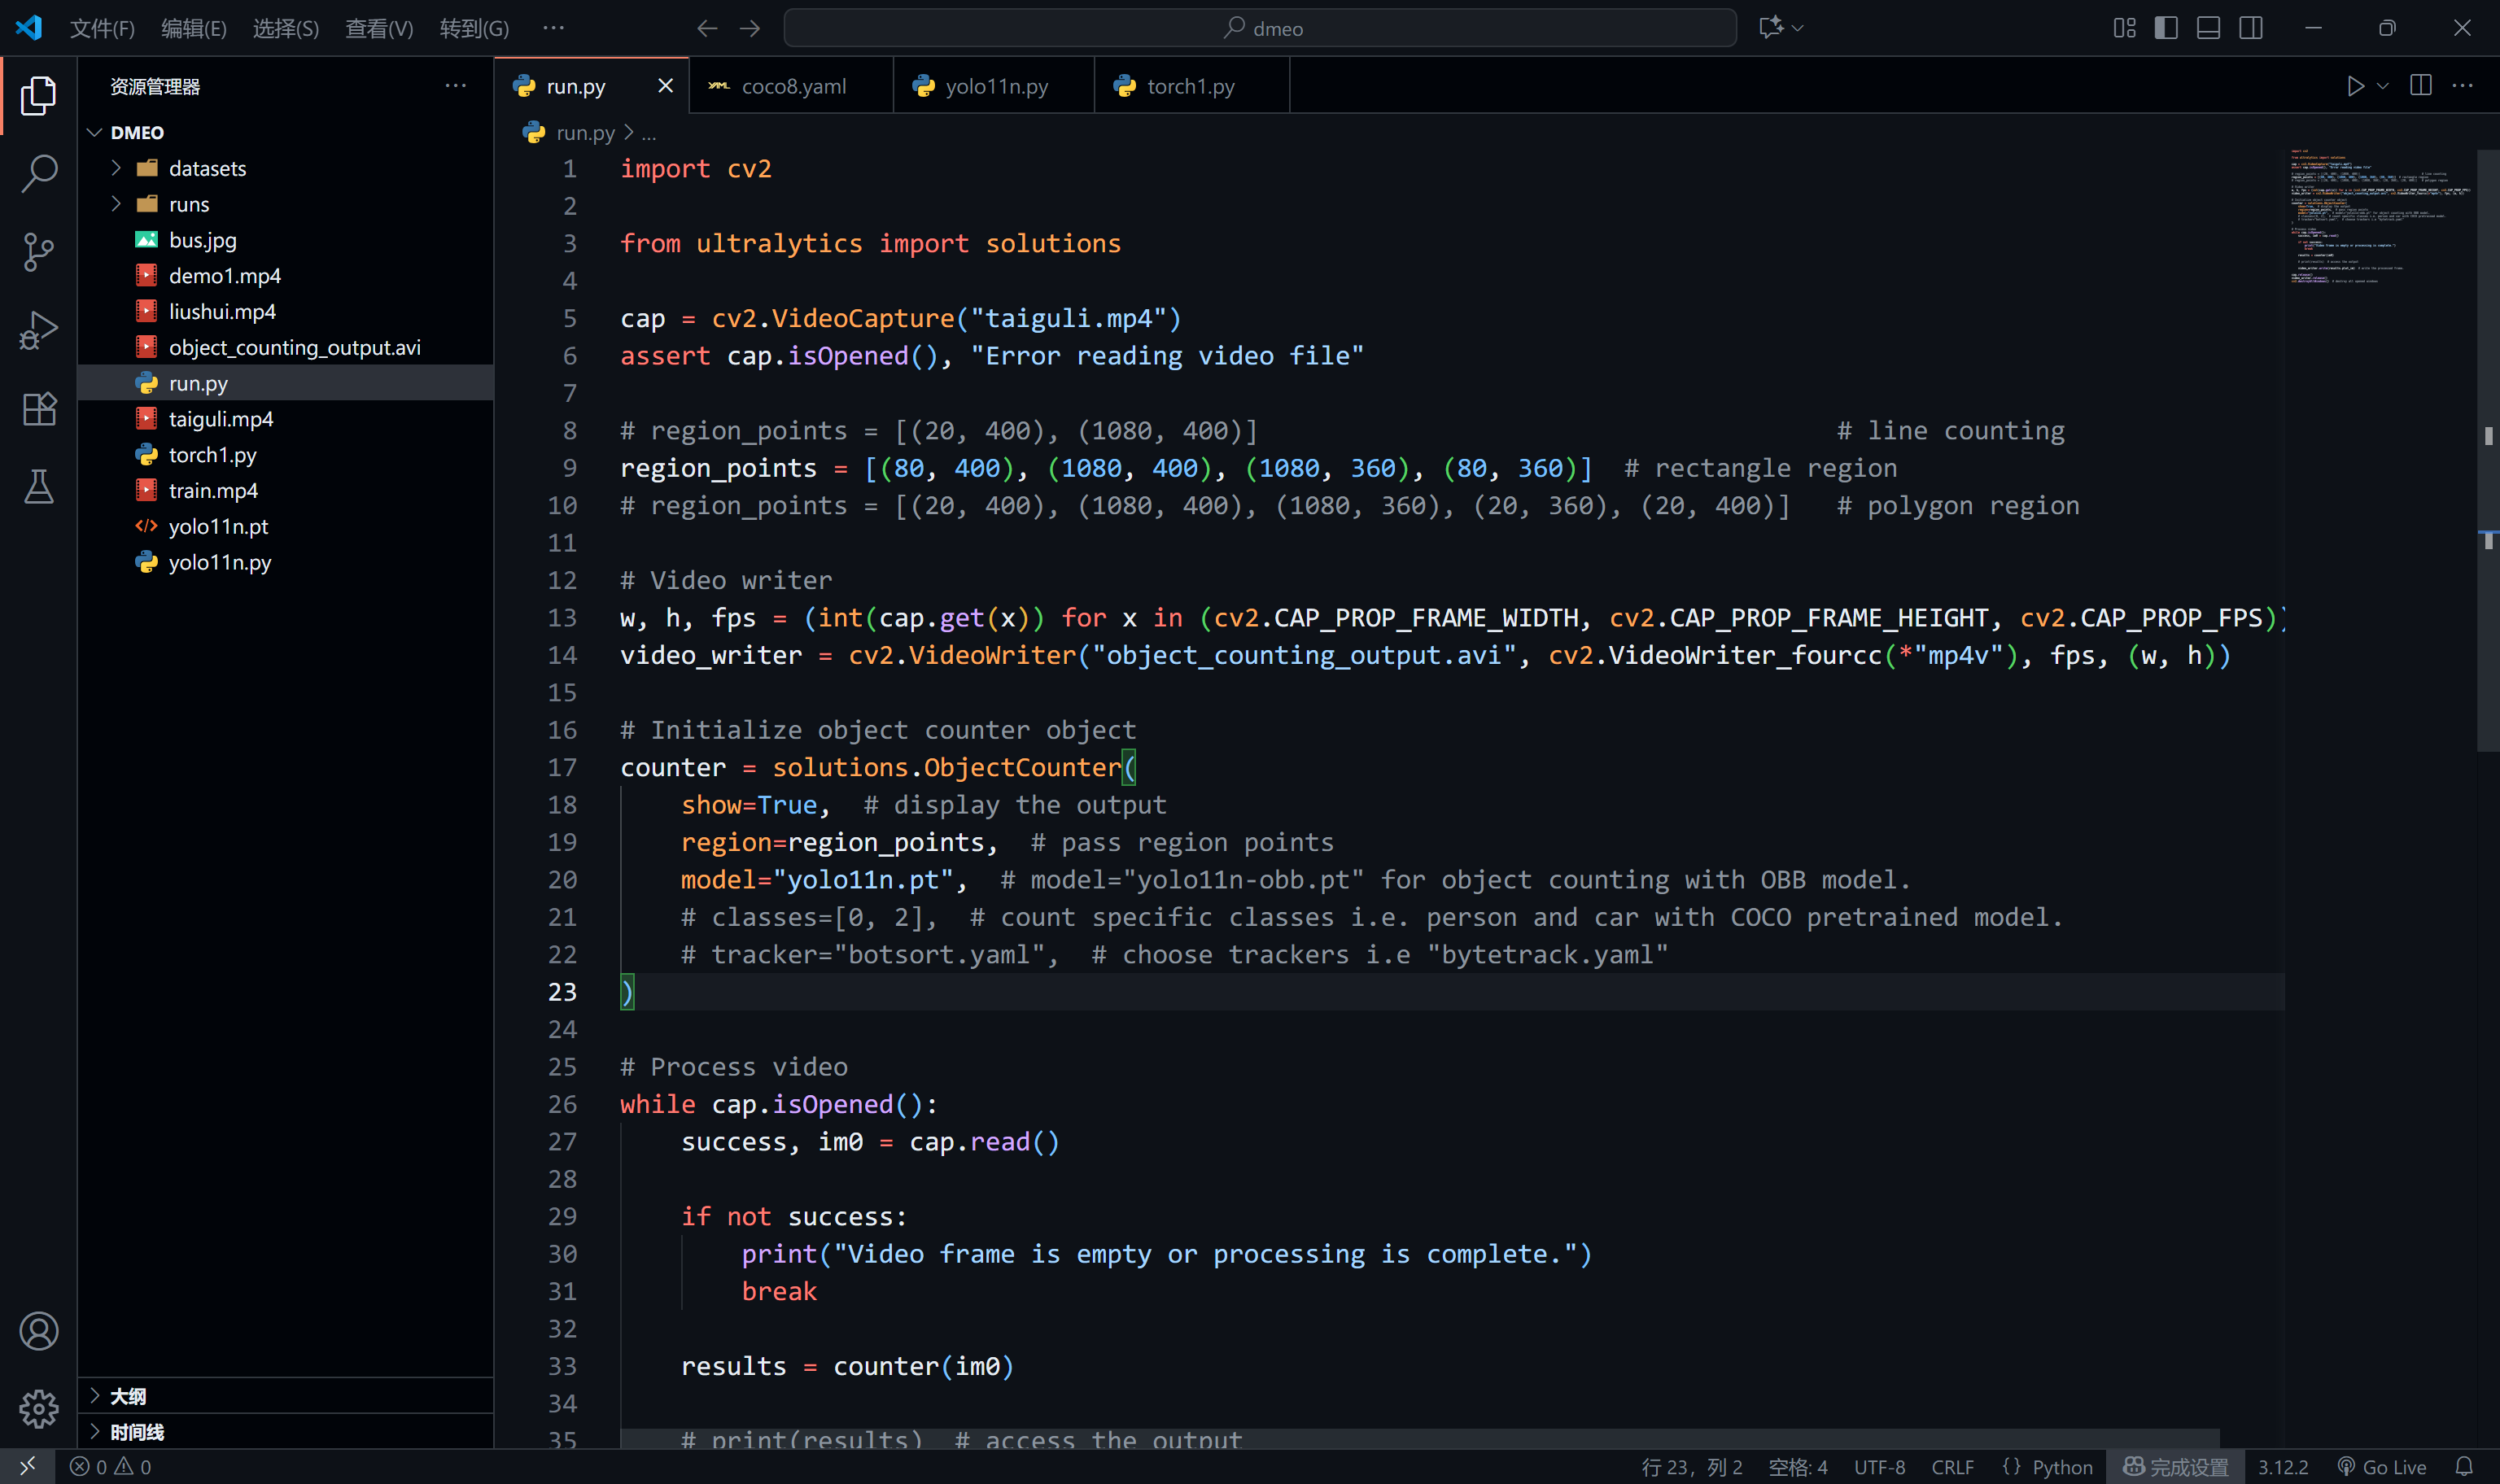 文件(F) 编辑(E) 选择(S) 查看(V) 转到(G) ··· dmeo
资源管理器 ···
DMEO
datasets
runs
bus.jpg
demo1.mp4
liushui.mp4
object_counting_output.avi
run.py
taiguli.mp4
torch1.py
train.mp4
yolo11n.pt
yolo11n.py
大纲
时间线
run.py coco8.yaml yolo11n.py torch1.py
run.py > ...
1 import cv2
2
3 from ultralytics import solutions
4
5 cap = cv2.VideoCapture("taiguli.mp4")
6 assert cap.isOpened(), "Error reading video file"
7
8 # region_points = [(20, 400), (1080, 400)]                                      # line counting
9 region_points = [(80, 400), (1080, 400), (1080, 360), (80, 360)]  # rectangle region
10 # region_points = [(20, 400), (1080, 400), (1080, 360), (20, 360), (20, 400)]   # polygon region
11
12 # Video writer
13 w, h, fps = (int(cap.get(x)) for x in (cv2.CAP_PROP_FRAME_WIDTH, cv2.CAP_PROP_FRAME_HEIGHT, cv2.CAP_PROP_FPS))
14 video_writer = cv2.VideoWriter("object_counting_output.avi", cv2.VideoWriter_fourcc(*"mp4v"), fps, (w, h))
15
16 # Initialize object counter object
17 counter = solutions.ObjectCounter(
18     show=True,  # display the output
19     region=region_points,  # pass region points
20     model="yolo11n.pt",  # model="yolo11n-obb.pt" for object counting with OBB model.
21     # classes=[0, 2],  # count specific classes i.e. person and car with COCO pretrained model.
22     # tracker="botsort.yaml",  # choose trackers i.e "bytetrack.yaml"
23 )
24
25 # Process video
26 while cap.isOpened():
27     success, im0 = cap.read()
28
29     if not success:
30         print("Video frame is empty or processing is complete.")
31         break
32
33     results = counter(im0)
34
35     # print(results)  # access the output
0 0 行 23，列 2 空格: 4 UTF-8 CRLF {} Python 完成设置 3.12.2 Go Live